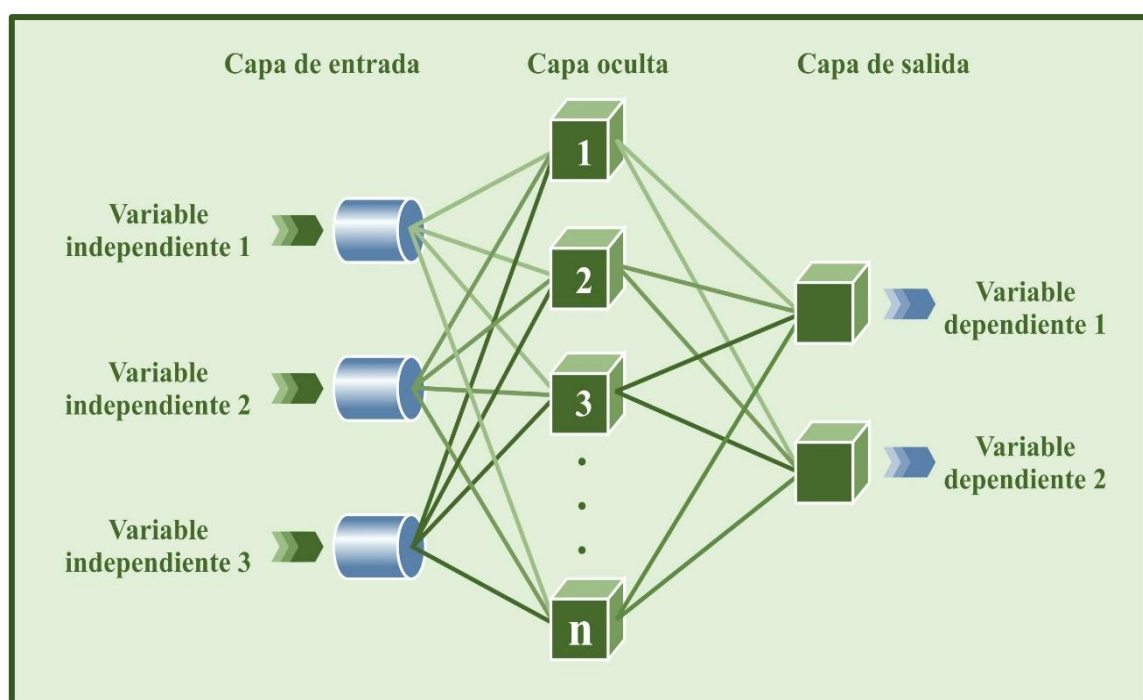 Capa de entrada
Capa oculta
Capa de salida
Variable
independiente 1
Variable
independiente 2
Variable
independiente 3
1
2
3
n
Variable
dependiente 1
Variable
dependiente 2